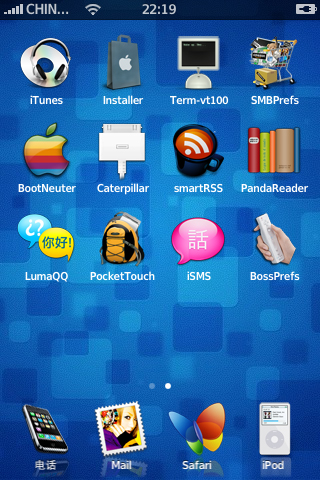 CHIN... 22:19
iTunes Installer Term-vt100 SMBPrefs
BootNeuter Caterpillar smartRSS PandaReader
¿? 你好! 話
LumaQQ PocketTouch iSMS BossPrefs
电话 Mail Safari iPod